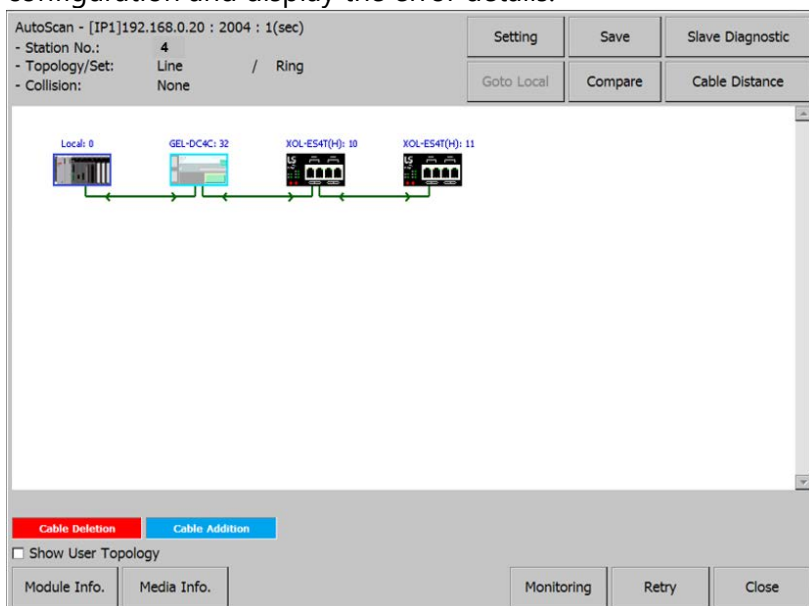 configuration and display the error details.
AutoScan - [IP1]192.168.0.20 : 2004 : 1(sec)
- Station No.: 4
- Topology/Set: Line / Ring
- Collision: None
Setting Save Slave Diagnostic
Goto Local Compare Cable Distance
Local: 0 GEL-DC4C: 32 XOL-ES4T(H): 10 XOL-ES4T(H): 11
LS LS
Cable Deletion Cable Addition
Show User Topology
Module Info. Media Info. Monitoring Retry Close